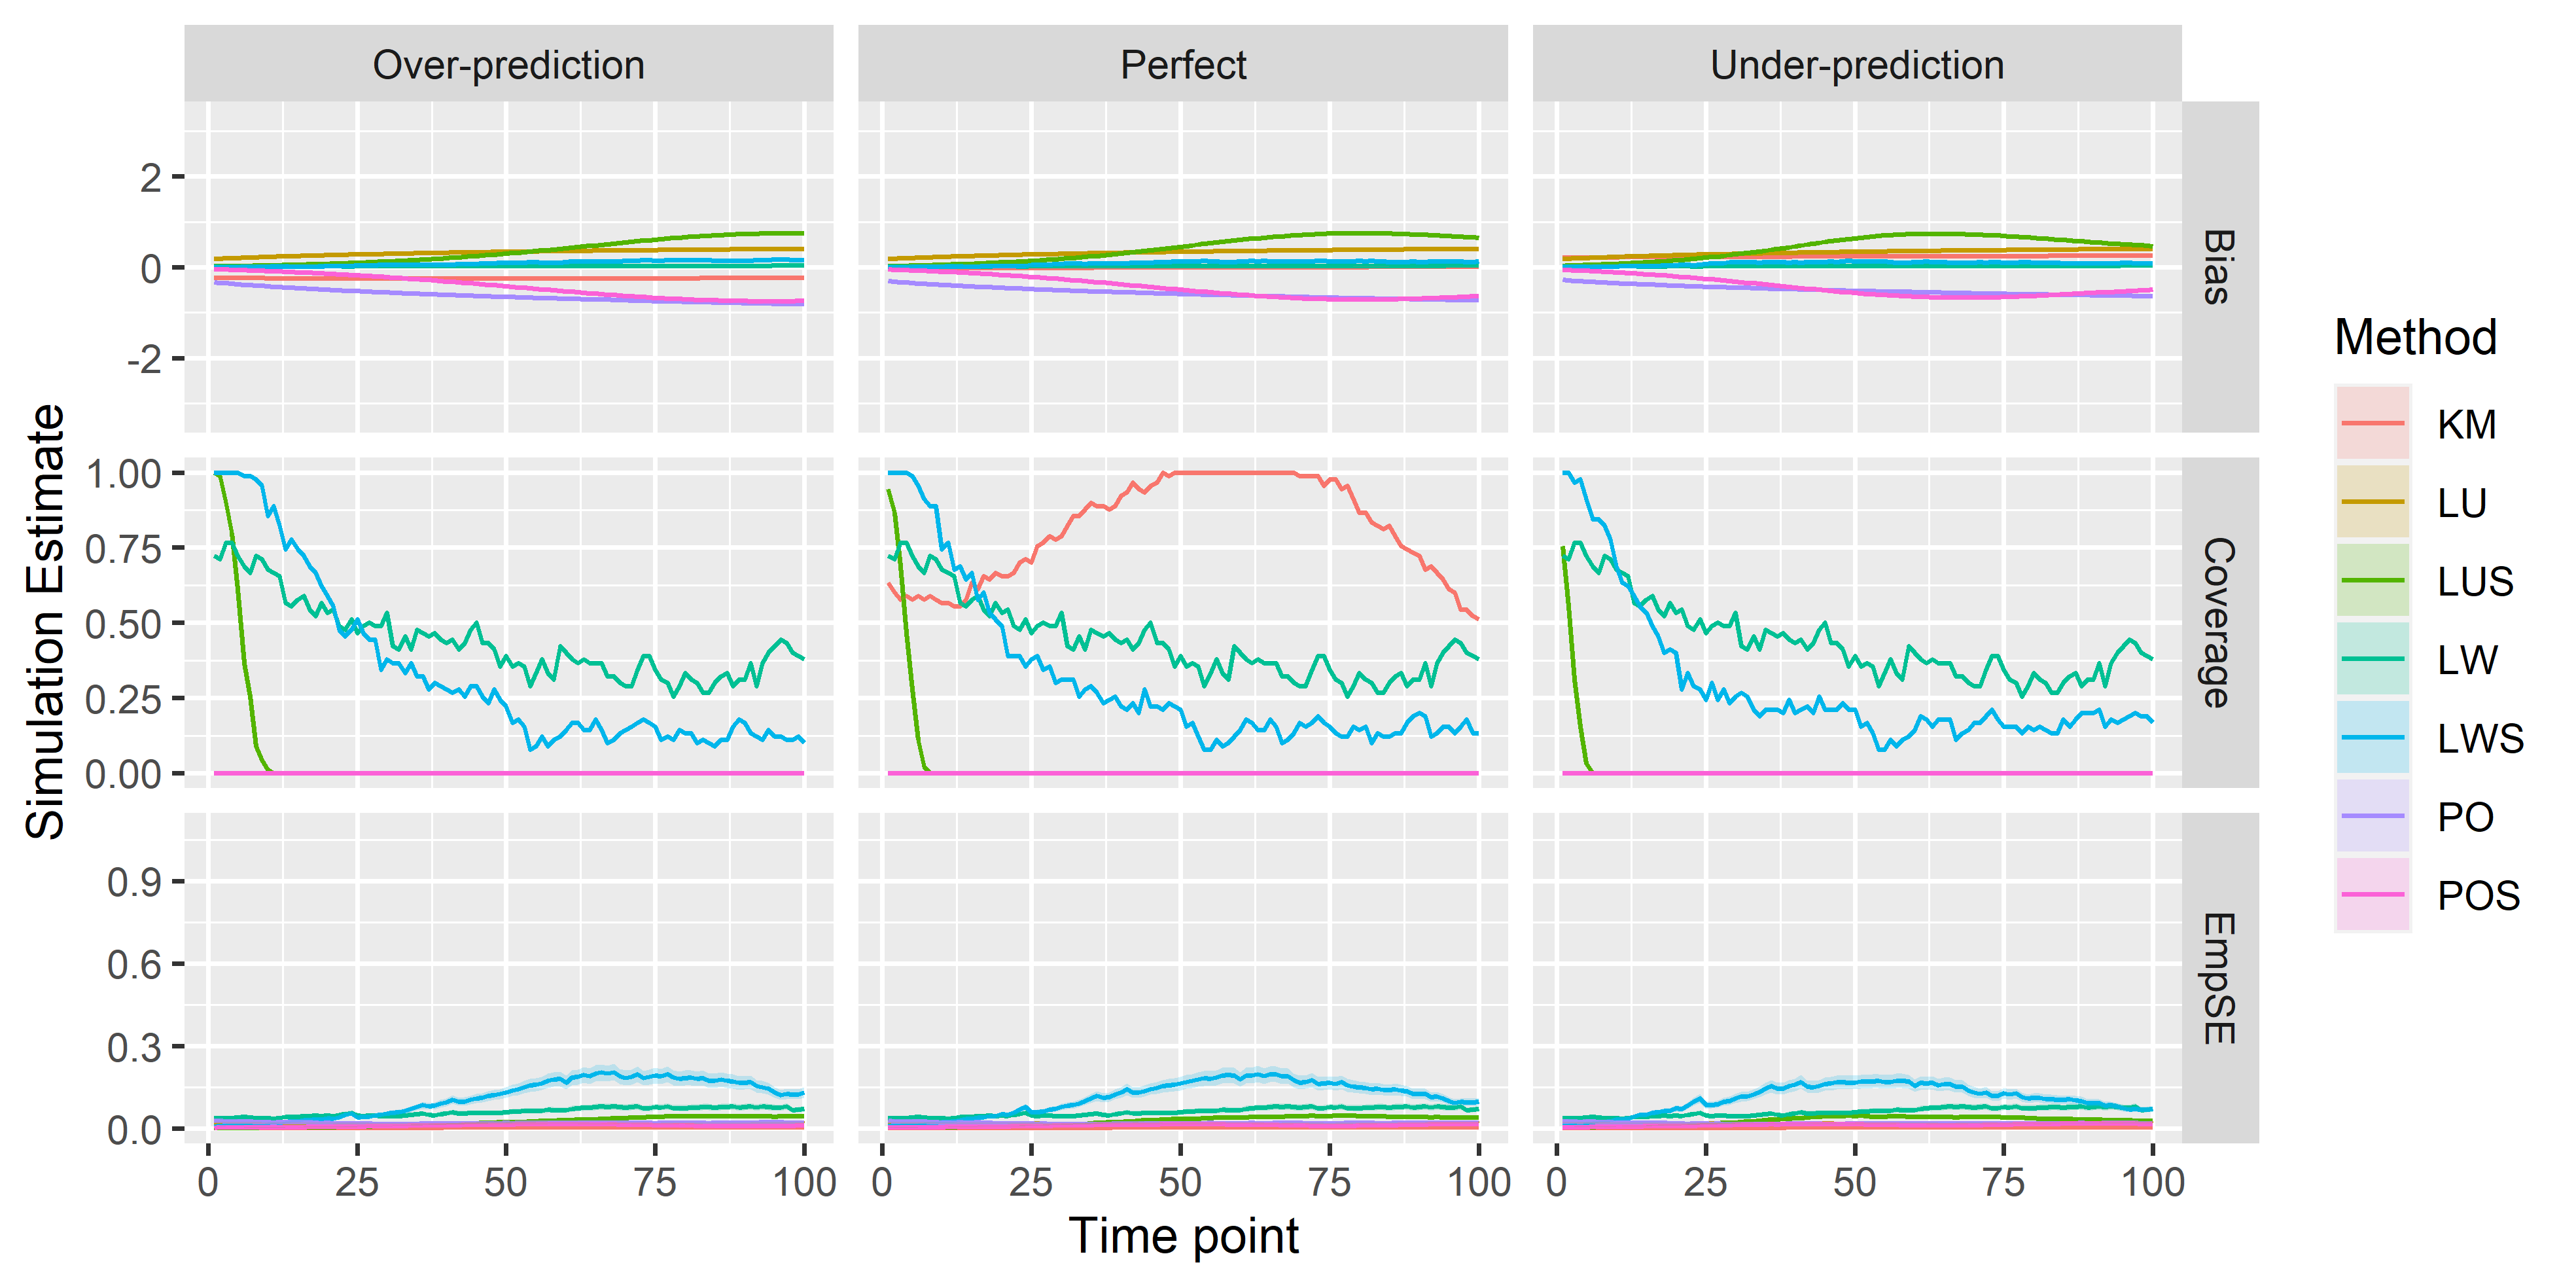 Over-prediction
Perfect
Under-prediction
Simulation Estimate
2
0
-2
Bias
1.00
0.75
0.50
0.25
0.00
Coverage
0.9
0.6
0.3
0.0
EmpSE
0 25 50 75 100
0 25 50 75 100
0 25 50 75 100
Time point
Method
KM
LU
LUS
LW
LWS
PO
POS